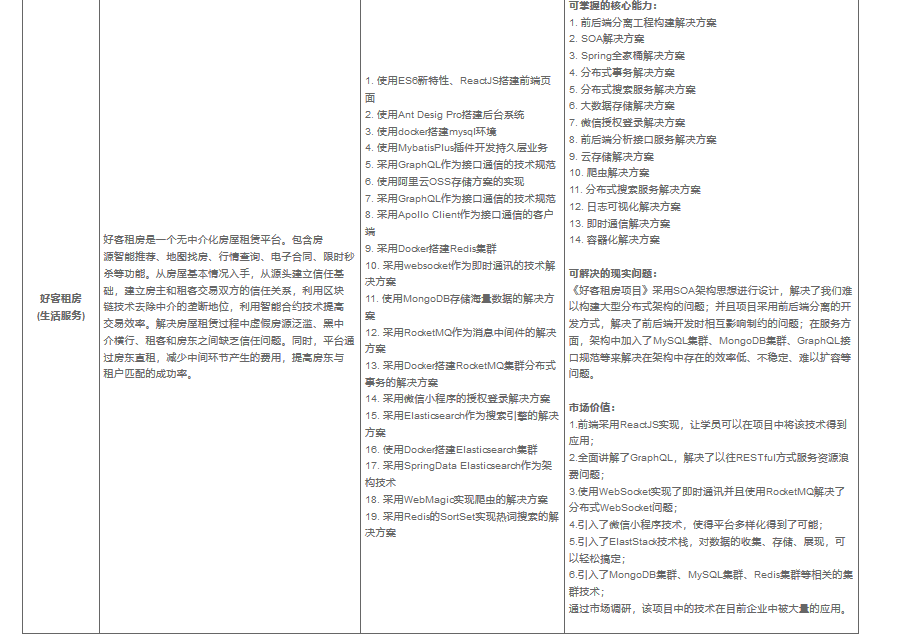 好客租房
(生活服务)
好客租房是一个无中介化房屋租赁平台。包含房
源智能推荐、地图找房、行情查询、电子合同、限时秒
杀等功能。从房屋基本情况入手，从源头建立信任基
础，建立房主和租客交易双方的信任关系，利用区块
链技术去除中介的垄断地位，利用智能合约技术提高
交易效率。解决房屋租赁过程中虚假房源泛滥、黑中
介横行、租客和房东之间缺乏信任问题。同时，平台通
过房东直租，减少中间环节产生的费用，提高房东与
租户匹配的成功率。
1. 使用ES6新特性、ReactJS搭建前端页
面
2. 使用Ant Desig Pro搭建后台系统
3. 使用docker搭建mysql环境
4. 使用MybatisPlus插件开发持久层业务
5. 采用GraphQL作为接口通信的技术规范
6. 使用阿里云OSS存储方案的实现
7. 采用GraphQL作为接口通信的技术规范
8. 采用Apollo Client作为接口通信的客户
端
9. 采用Docker搭建Redis集群
10. 采用websocket作为即时通讯的技术解
决方案
11. 使用MongoDB存储海量数据的解决方
案
12. 采用RocketMQ作为消息中间件的解决
方案
13. 采用Docker搭建RocketMQ集群分布式
事务的解决方案
14. 采用微信小程序的授权登录解决方案
15. 采用Elasticsearch作为搜索引擎的解决
方案
16. 使用Docker搭建Elasticsearch集群
17. 采用SpringData Elasticsearch作为架
构技术
18. 采用WebMagic实现爬虫的解决方案
19. 采用Redis的SortSet实现热词搜索的解
决方案
可掌握的核心能力：
1. 前后端分离工程构建解决方案
2. SOA解决方案
3. Spring全家桶解决方案
4. 分布式事务解决方案
5. 分布式搜索服务解决方案
6. 大数据存储解决方案
7. 微信授权登录解决方案
8. 前后端分析接口服务解决方案
9. 云存储解决方案
10. 爬虫解决方案
11. 分布式搜索服务解决方案
12. 日志可视化解决方案
13. 即时通信解决方案
14. 容器化解决方案
可解决的现实问题：
《好客租房项目》采用SOA架构思想进行设计，解决了我们难
以构建大型分布式架构的问题；并且项目采用前后端分离的开
发方式，解决了前后端开发时相互影响制约的问题；在服务方
面，架构中加入了MySQL集群、MongoDB集群、GraphQL接
口规范等来解决在架构中存在的效率低、不稳定、难以扩容等
问题。
市场价值：
1.前端采用ReactJS实现，让学员可以在项目中将该技术得到
应用；
2.全面讲解了GraphQL，解决了以往RESTful方式服务资源浪
费问题；
3.使用WebSocket实现了即时通讯并且使用RocketMQ解决了
分布式WebSocket问题；
4.引入了微信小程序技术，使得平台多样化得到了可能；
5.引入了ElastStack技术栈，对数据的收集、存储、展现，可
以轻松搞定；
6.引入了MongoDB集群、MySQL集群、Redis集群等相关的集
群技术；
通过市场调研，该项目中的技术在目前企业中被大量的应用。